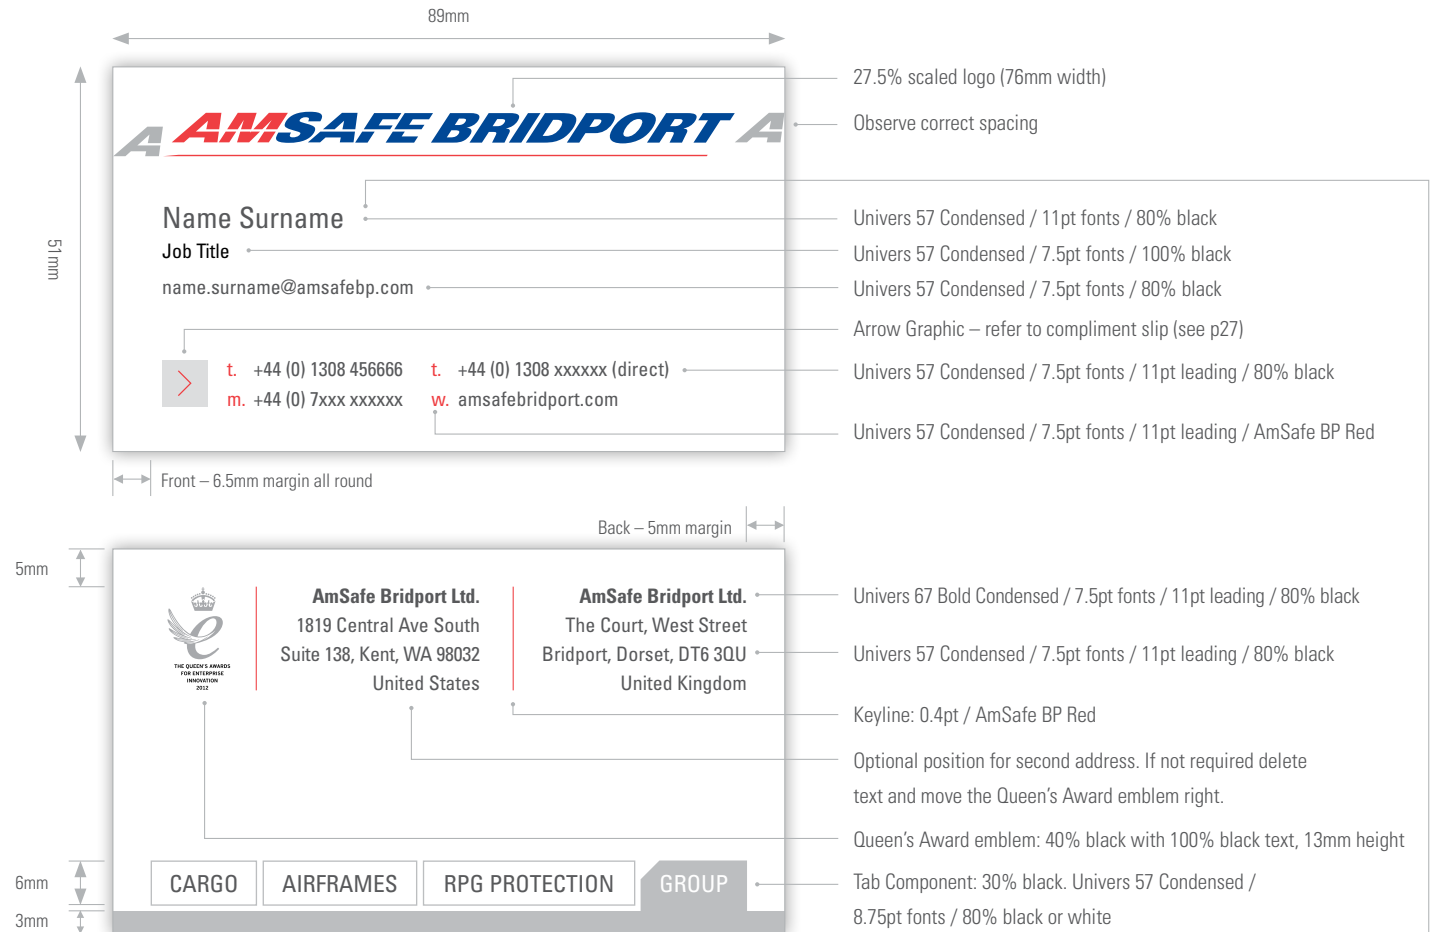 89mm
27.5% scaled logo (76mm width)
A AMSAFE BRIDPORT A
Observe correct spacing
51mm
Name Surname
Univers 57 Condensed / 11pt fonts / 80% black
Job Title
Univers 57 Condensed / 7.5pt fonts / 100% black
name.surname@amsafebp.com
Univers 57 Condensed / 7.5pt fonts / 80% black
Arrow Graphic – refer to compliment slip (see p27)
t. +44 (0) 1308 456666 t. +44 (0) 1308 xxxxxx (direct)
Univers 57 Condensed / 7.5pt fonts / 11pt leading / 80% black
m. +44 (0) 7xxx xxxxxx w. amsafebridport.com
Univers 57 Condensed / 7.5pt fonts / 11pt leading / AmSafe BP Red
Front – 6.5mm margin all round
Back – 5mm margin
5mm
THE QUEEN'S AWARDS
FOR ENTERPRISE
INNOVATION
2012
AmSafe Bridport Ltd.
1819 Central Ave South
Suite 138, Kent, WA 98032
United States
AmSafe Bridport Ltd.
The Court, West Street
Bridport, Dorset, DT6 3QU
United Kingdom
Univers 67 Bold Condensed / 7.5pt fonts / 11pt leading / 80% black
Univers 57 Condensed / 7.5pt fonts / 11pt leading / 80% black
Keyline: 0.4pt / AmSafe BP Red
Optional position for second address. If not required delete
text and move the Queen's Award emblem right.
Queen's Award emblem: 40% black with 100% black text, 13mm height
6mm
CARGO AIRFRAMES RPG PROTECTION GROUP
Tab Component: 30% black. Univers 57 Condensed /
8.75pt fonts / 80% black or white
3mm